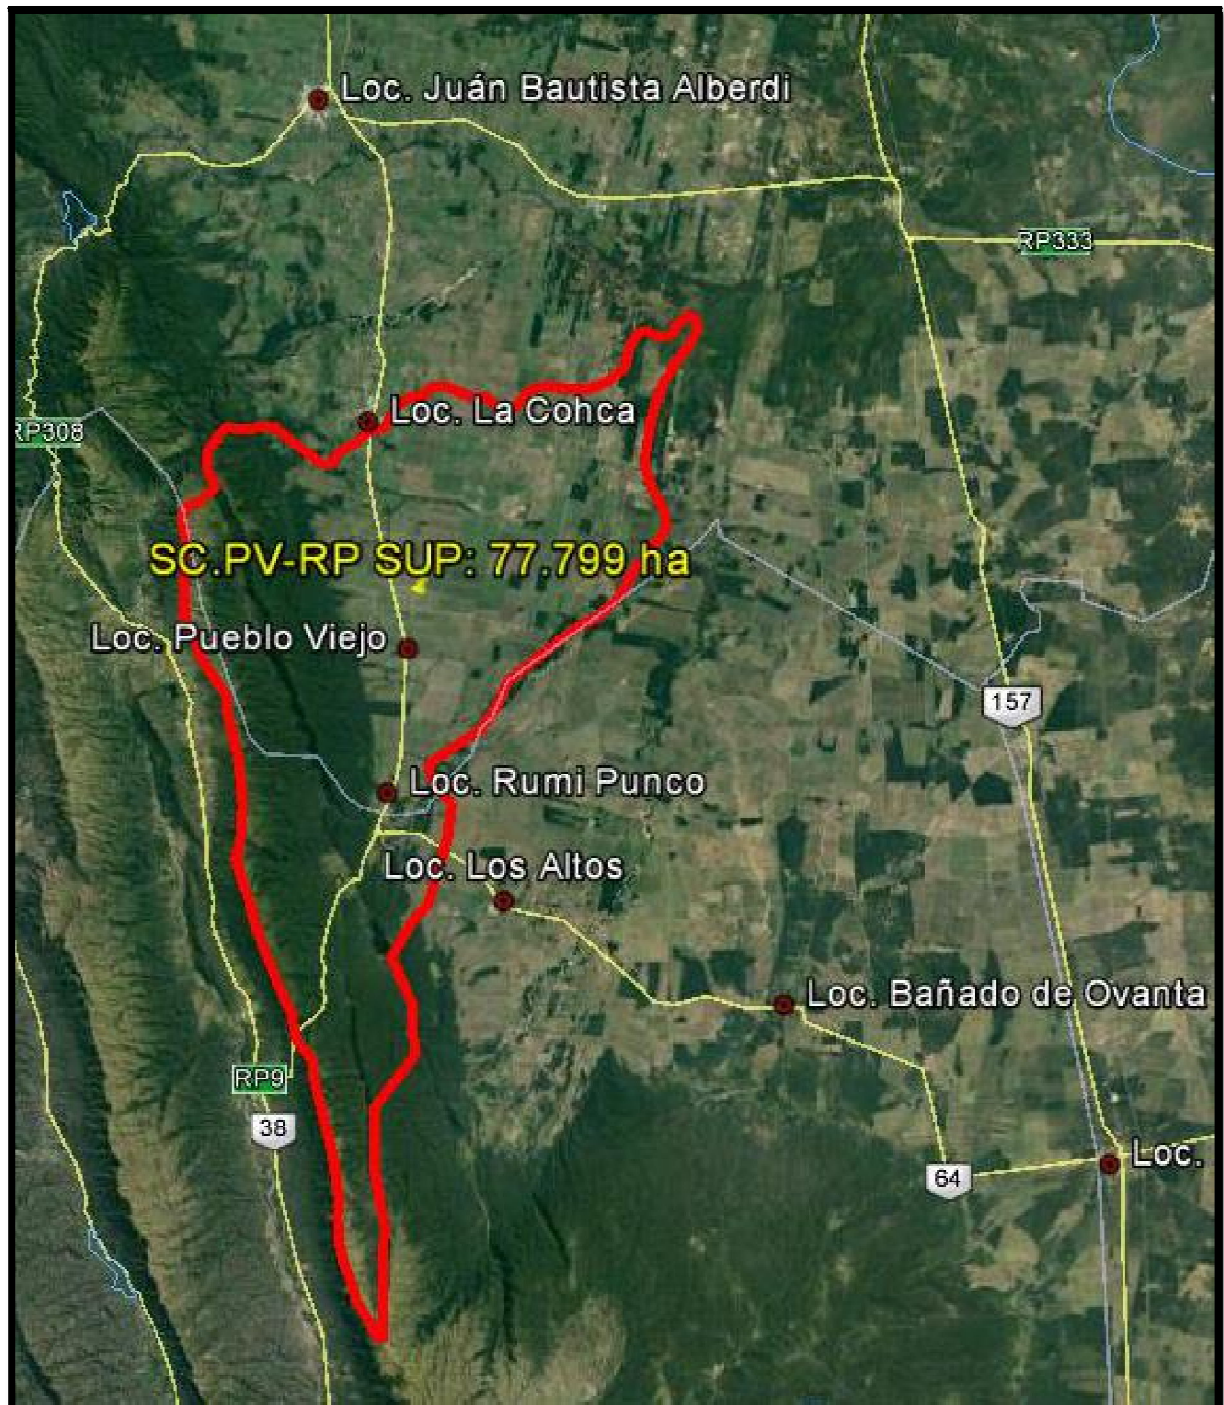 Loc. Juán Bautista Alberdi
RP333
Loc. La Cohca
RP308
SC.PV-RP SUP: 77.799 ha
Loc. Pueblo Viejo
157
Loc. Rumi Punco
Loc. Los Altos
Loc. Bañado de Ovanta
RP9
38
Loc.
64